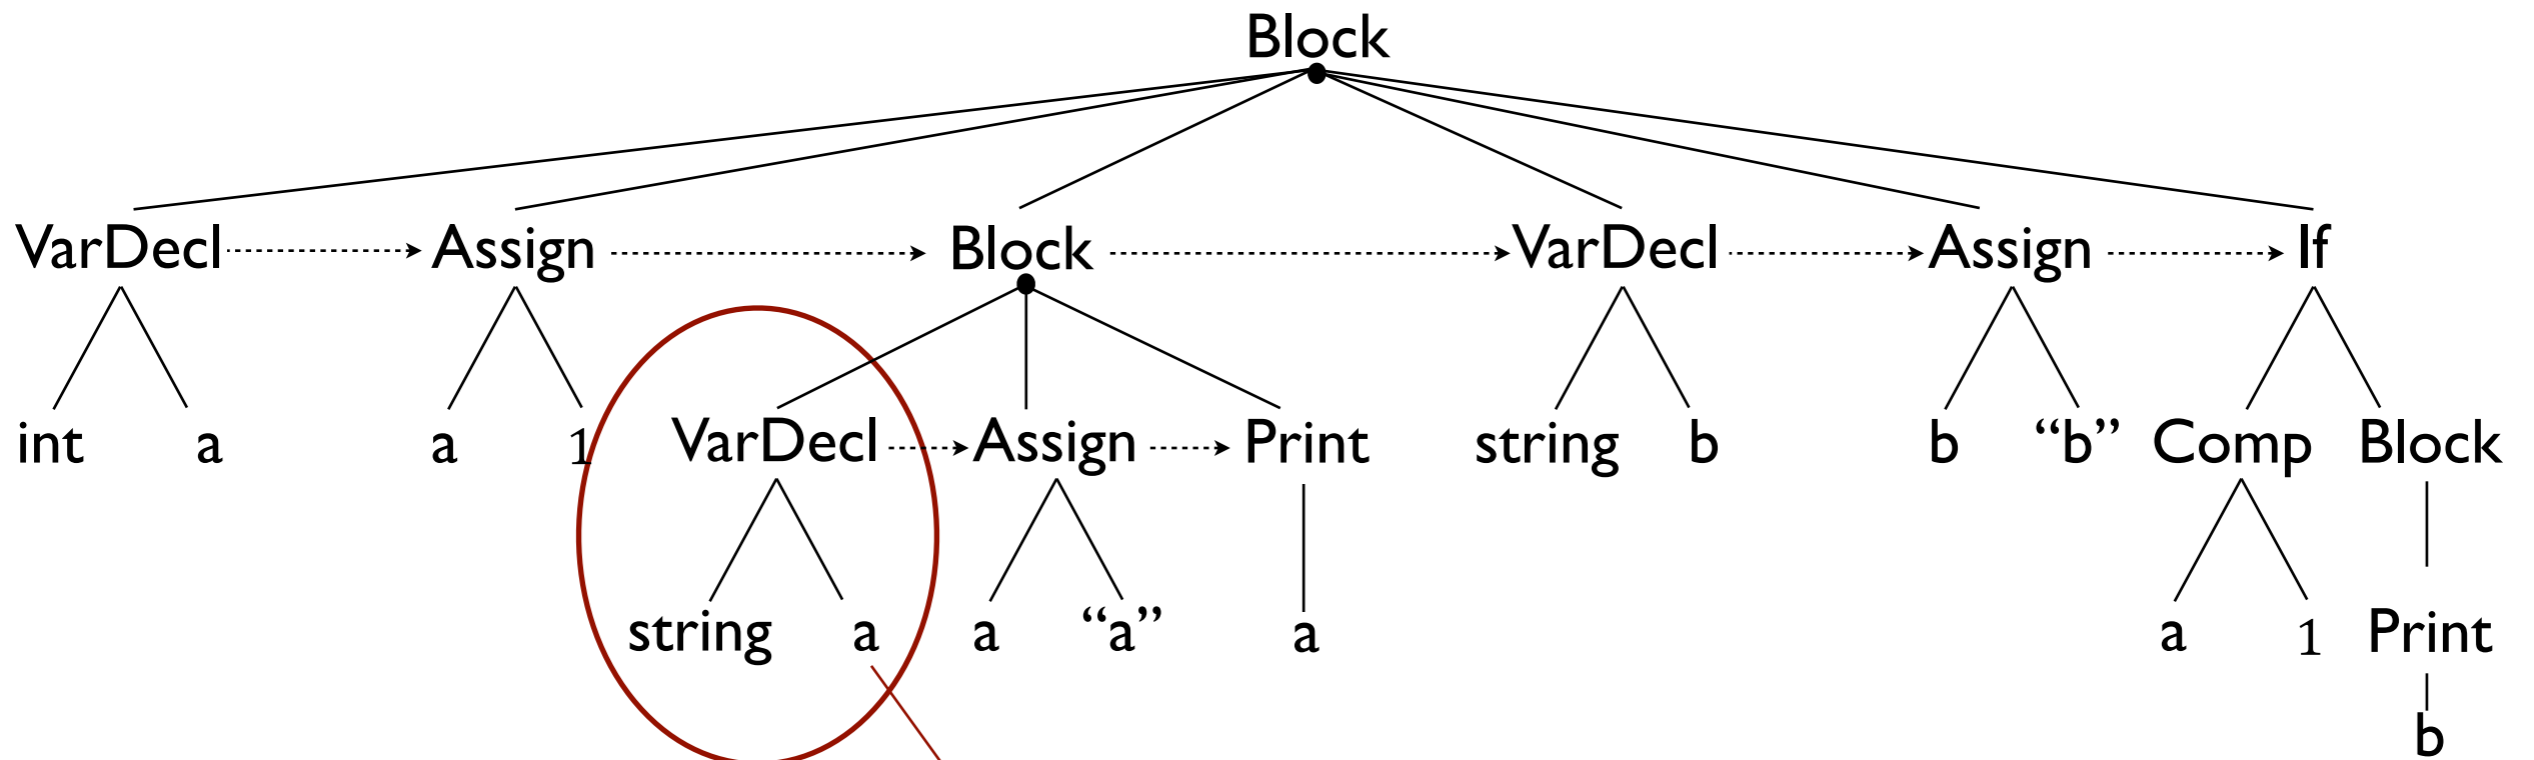 Block
VarDecl Assign Block VarDecl Assign If
int a a 1 VarDecl Assign Print string b b “b” Comp Block
string a a “a” a a 1 Print
b